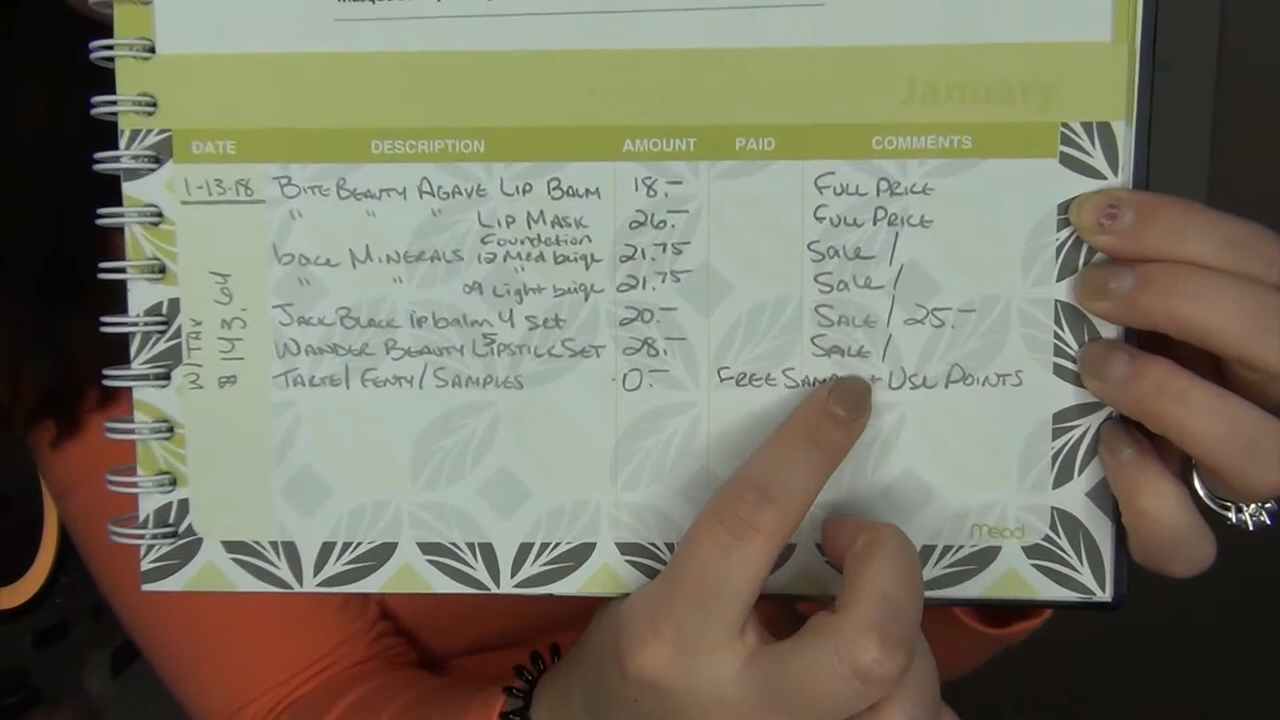 January
DATE DESCRIPTION AMOUNT PAID COMMENTS
1-13-18 BITE BEAUTY AGAVE LIP BALM 18.- FULL PRICE
" " " LIP MASK 26.- FULL PRICE
Foundation
bare MINERALS 12 Med beige 21.75 Sale /
" " " 09 Light beige 21.75 Sale /
JACK BLACK lip balm 4 set 20.- SALE / 25.-
5
WANDER BEAUTY LIPSTICK SET 28.- SALE /
TARTE / FENTY / SAMPLES 0.- FREE + USE POINTS
W/ TAX
$ 143.64
Mead